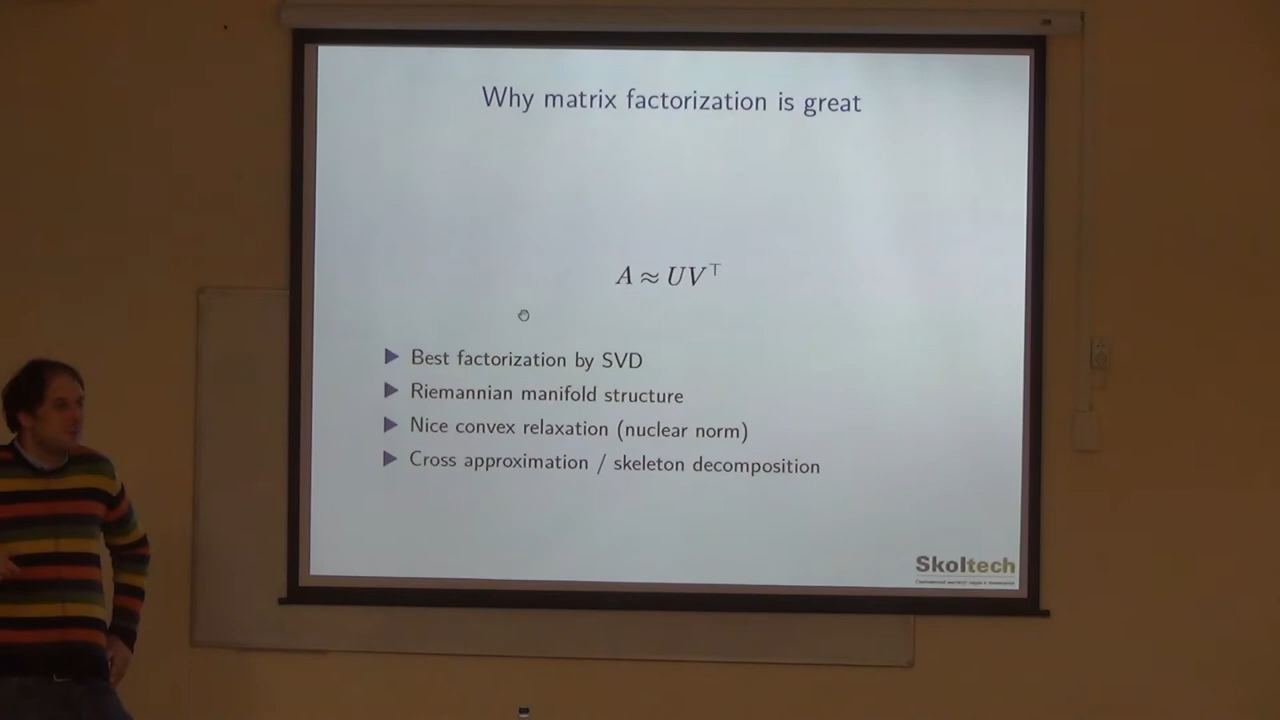 Why matrix factorization is great
A ≈ UV⊤
Best factorization by SVD
Riemannian manifold structure
Nice convex relaxation (nuclear norm)
Cross approximation / skeleton decomposition
Skoltech